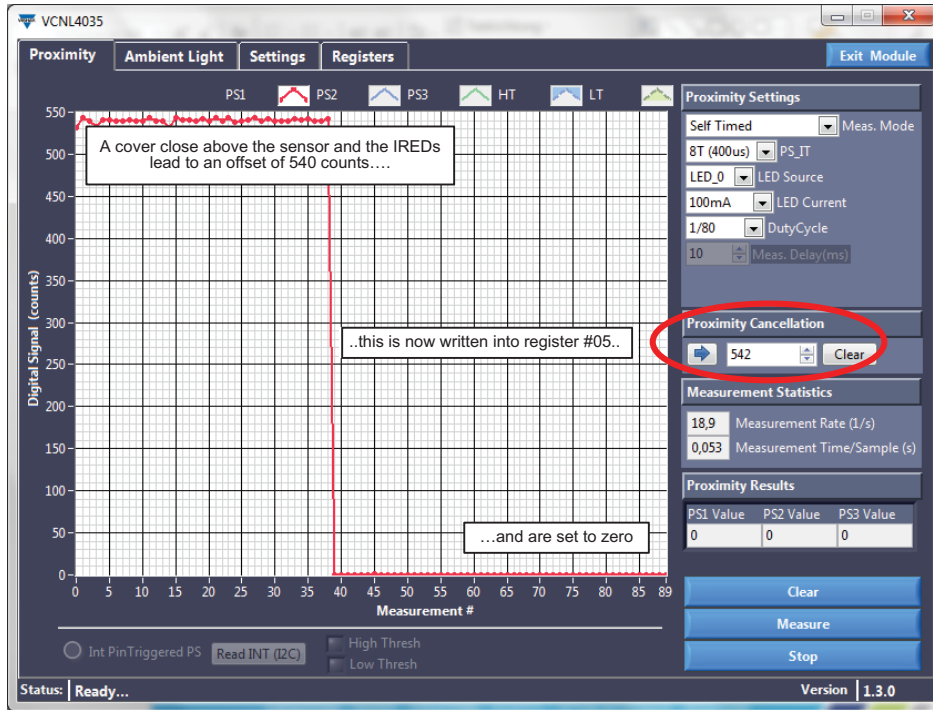 VCNL4035
Proximity
Ambient Light
Settings
Registers
Exit Module
PS1
PS2
PS3
HT
LT
Digital Signal (counts)
550
500
450
400
350
300
250
200
150
100
50
0
A cover close above the sensor and the IREDs
lead to an offset of 540 counts....
..this is now written into register #05..
...and are set to zero
0 5 10 15 20 25 30 35 40 45 50 55 60 65 70 75 80 85 89
Measurement #
Int PinTriggered PS
Read INT (I2C)
High Thresh
Low Thresh
Proximity Settings
Self Timed Meas. Mode
8T (400us) PS_IT
LED_0 LED Source
100mA LED Current
1/80 DutyCycle
10 Meas. Delay(ms)
Proximity Cancellation
542 Clear
Measurement Statistics
18,9 Measurement Rate (1/s)
0,053 Measurement Time/Sample (s)
Proximity Results
PS1 Value PS2 Value PS3 Value
0 0 0
Clear
Measure
Stop
Status: Ready...
Version 1.3.0